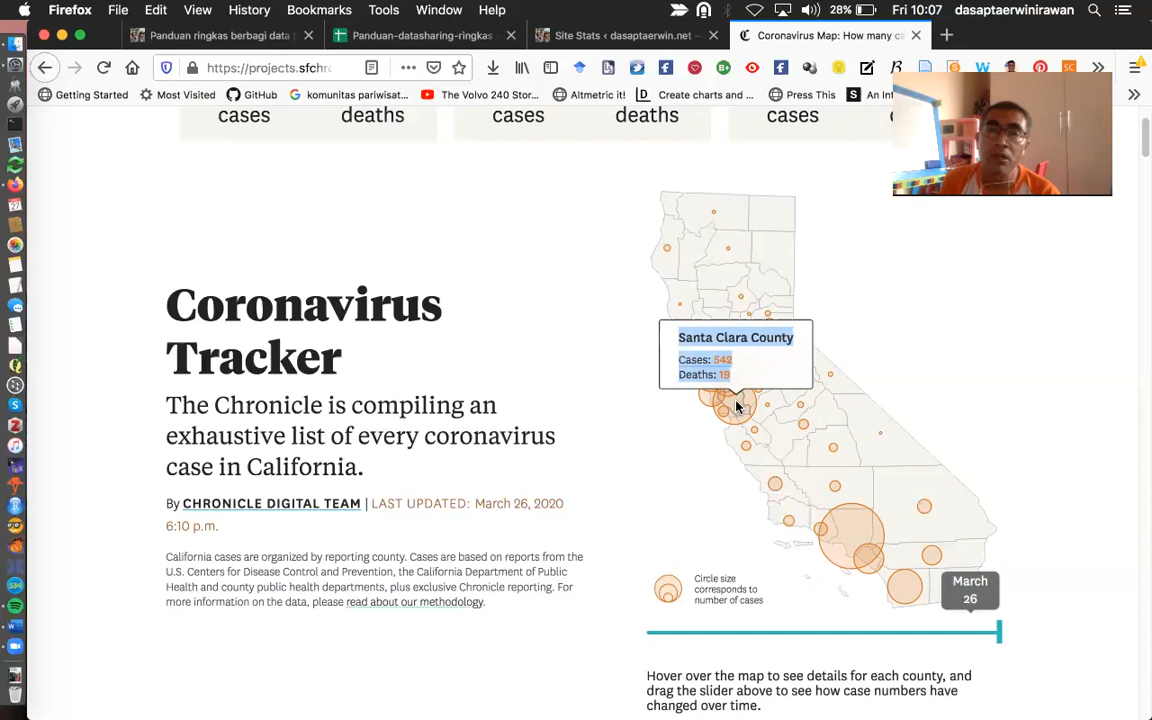 Firefox File Edit View History Bookmarks Tools Window Help 28% Fri 10:07 dasaptaerwinirawan
Panduan ringkas berbagi data
Panduan-datasharing-ringkas
Site Stats ‹ dasaptaerwin.net —
Coronavirus Map: How many ca
https://projects.sfchr
Getting Started Most Visited GitHub komunitas pariwisat... The Volvo 240 Stor... Altmetric it! Create charts and ... Press This An Int
cases deaths cases deaths cases
Coronavirus
Tracker
The Chronicle is compiling an
exhaustive list of every coronavirus
case in California.
By CHRONICLE DIGITAL TEAM | LAST UPDATED: March 26, 2020
6:10 p.m.
California cases are organized by reporting county. Cases are based on reports from the
U.S. Centers for Disease Control and Prevention, the California Department of Public
Health and county public health departments, plus exclusive Chronicle reporting. For
more information on the data, please read about our methodology.
Santa Clara County
Cases: 542
Deaths: 19
Circle size
corresponds to
number of cases
March
26
Hover over the map to see details for each county, and
drag the slider above to see how case numbers have
changed over time.